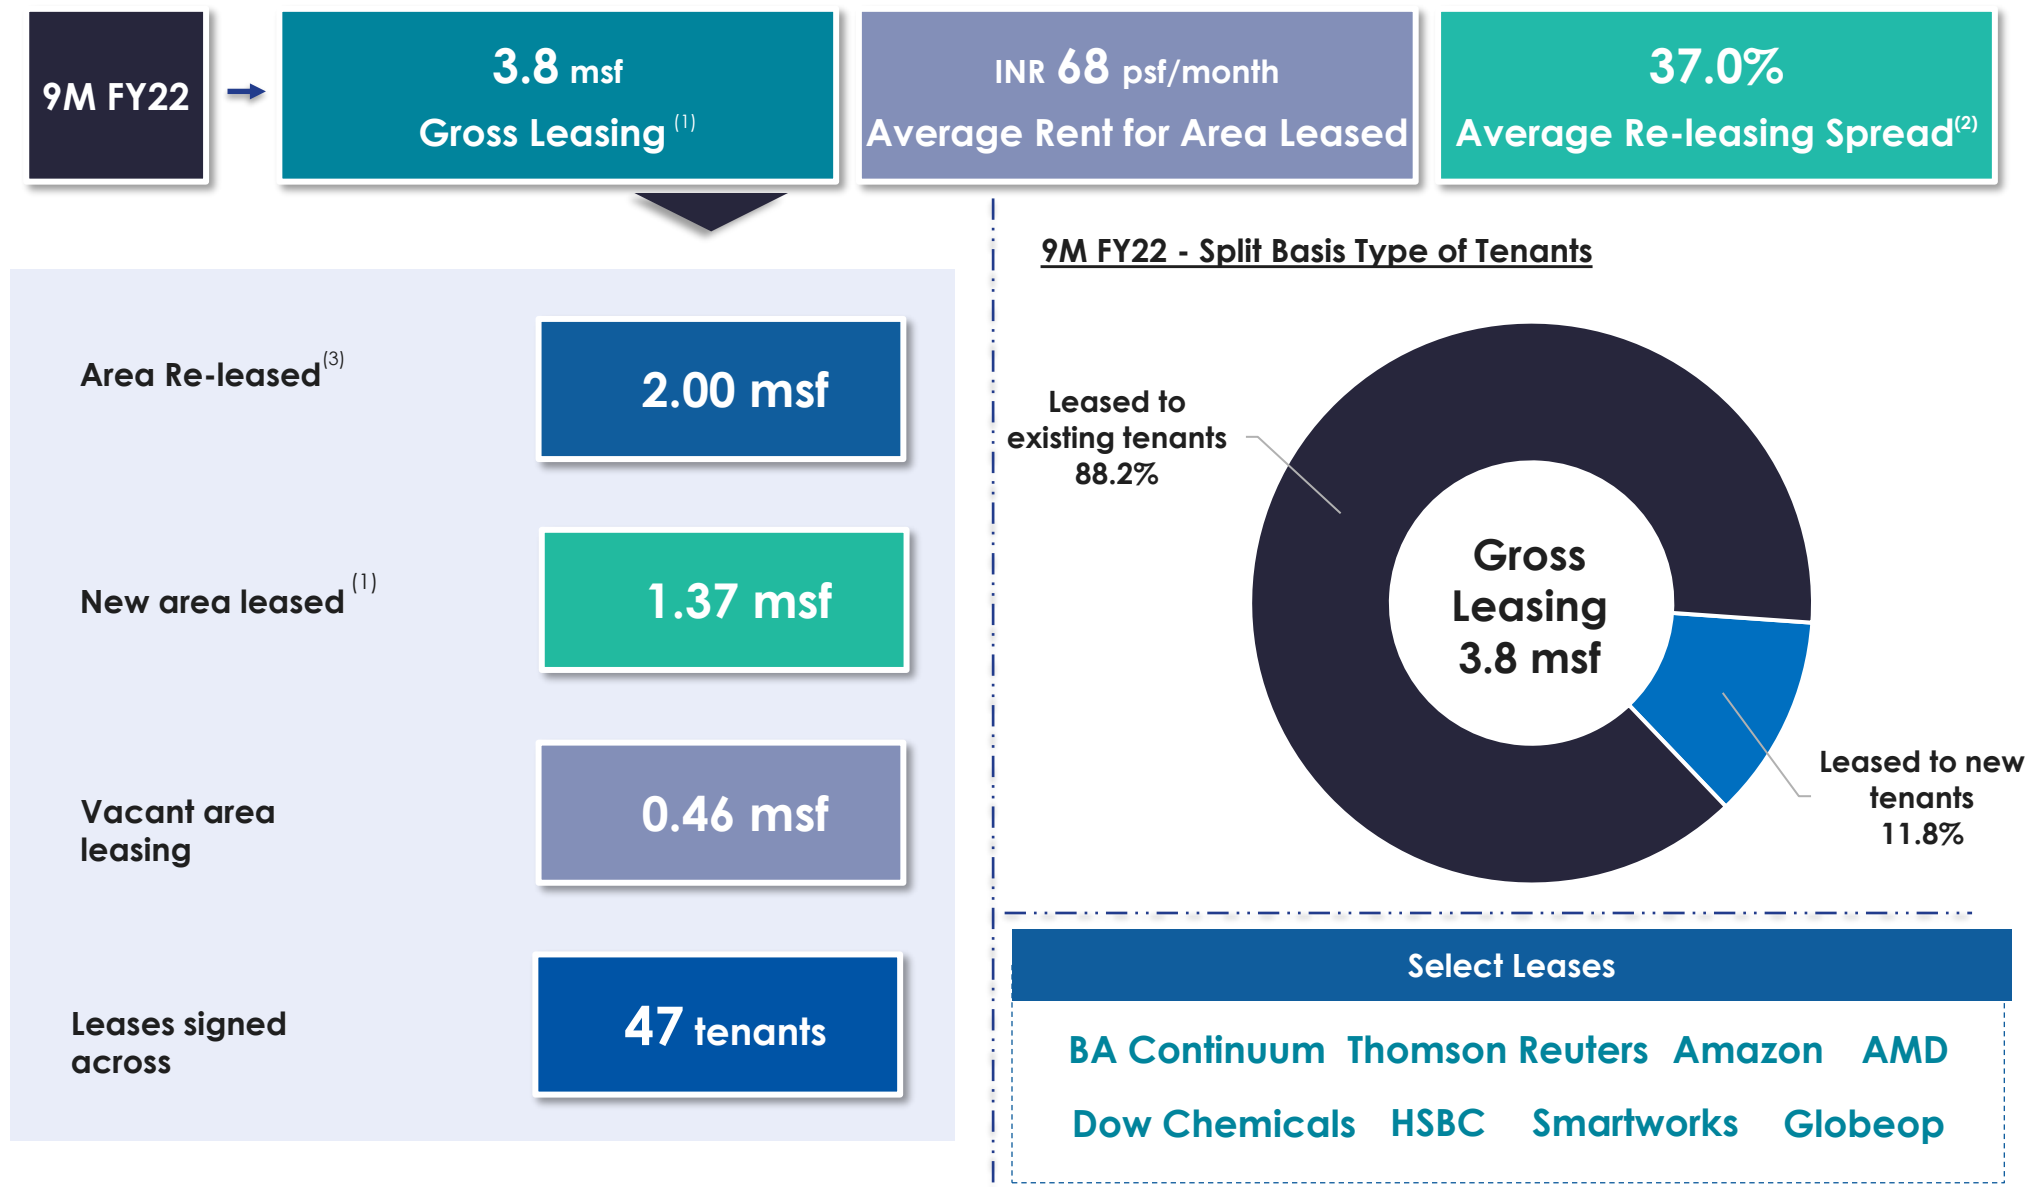 9M FY22
3.8 msf
Gross Leasing (1)
INR 68 psf/month
Average Rent for Area Leased
37.0%
Average Re-leasing Spread(2)
Area Re-leased(3)
2.00 msf
New area leased (1)
1.37 msf
Vacant area
leasing
0.46 msf
Leases signed
across
47 tenants
9M FY22 - Split Basis Type of Tenants
Leased to
existing tenants
88.2%
Gross
Leasing
3.8 msf
Leased to new
tenants
11.8%
Select Leases
BA Continuum Thomson Reuters Amazon AMD
Dow Chemicals HSBC Smartworks Globeop